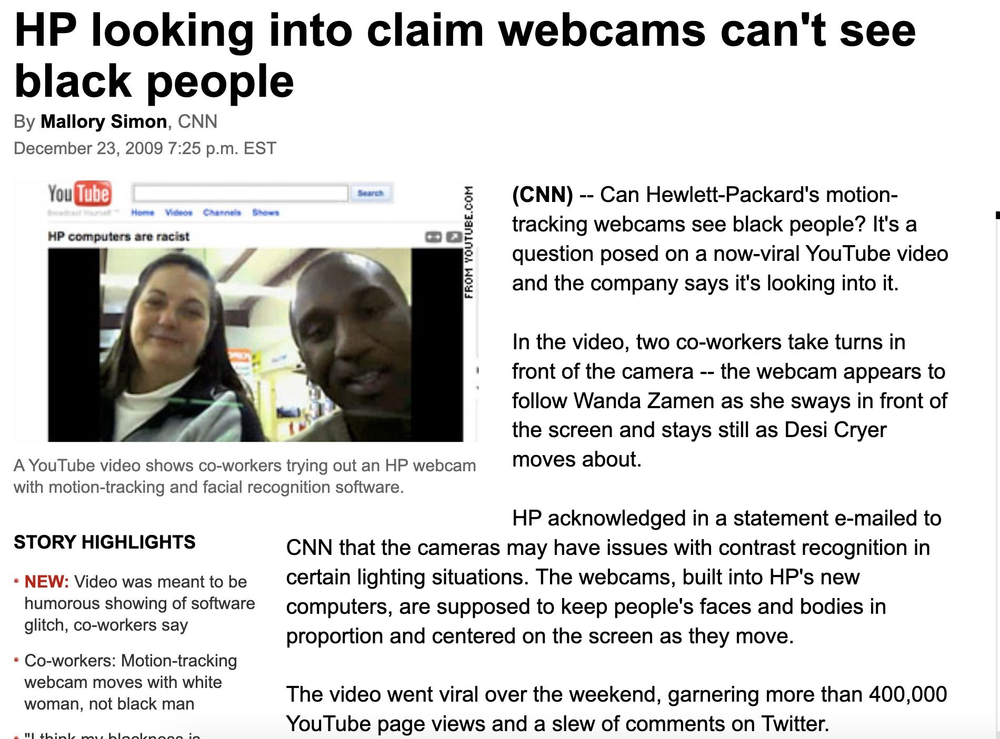 HP looking into claim webcams can't see
black people
By Mallory Simon, CNN
December 23, 2009 7:25 p.m. EST
YouTube
Search
Broadcast Yourself ™
Home Videos Channels Shows
HP computers are racist
FROM YOUTUBE.COM
A YouTube video shows co-workers trying out an HP webcam
with motion-tracking and facial recognition software.
(CNN) -- Can Hewlett-Packard's motion-
tracking webcams see black people? It's a
question posed on a now-viral YouTube video
and the company says it's looking into it.
In the video, two co-workers take turns in
front of the camera -- the webcam appears to
follow Wanda Zamen as she sways in front of
the screen and stays still as Desi Cryer
moves about.
HP acknowledged in a statement e-mailed to
CNN that the cameras may have issues with contrast recognition in
certain lighting situations. The webcams, built into HP's new
computers, are supposed to keep people's faces and bodies in
proportion and centered on the screen as they move.
The video went viral over the weekend, garnering more than 400,000
YouTube page views and a slew of comments on Twitter.
STORY HIGHLIGHTS
• NEW: Video was meant to be
humorous showing of software
glitch, co-workers say
• Co-workers: Motion-tracking
webcam moves with white
woman, not black man
• "I think my blackness is